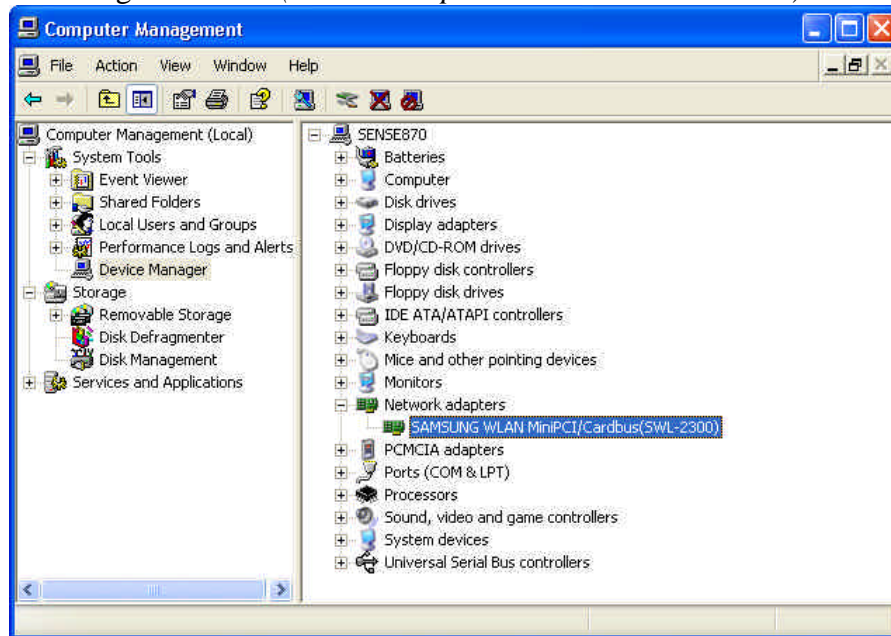 Computer Management
File Action View Window Help
Computer Management (Local)
System Tools
Event Viewer
Shared Folders
Local Users and Groups
Performance Logs and Alerts
Device Manager
Storage
Removable Storage
Disk Defragmenter
Disk Management
Services and Applications
SENSE870
Batteries
Computer
Disk drives
Display adapters
DVD/CD-ROM drives
Floppy disk controllers
Floppy disk drives
IDE ATA/ATAPI controllers
Keyboards
Mice and other pointing devices
Monitors
Network adapters
SAMSUNG WLAN MiniPCI/Cardbus(SWL-2300)
PCMCIA adapters
Ports (COM & LPT)
Processors
Sound, video and game controllers
System devices
Universal Serial Bus controllers